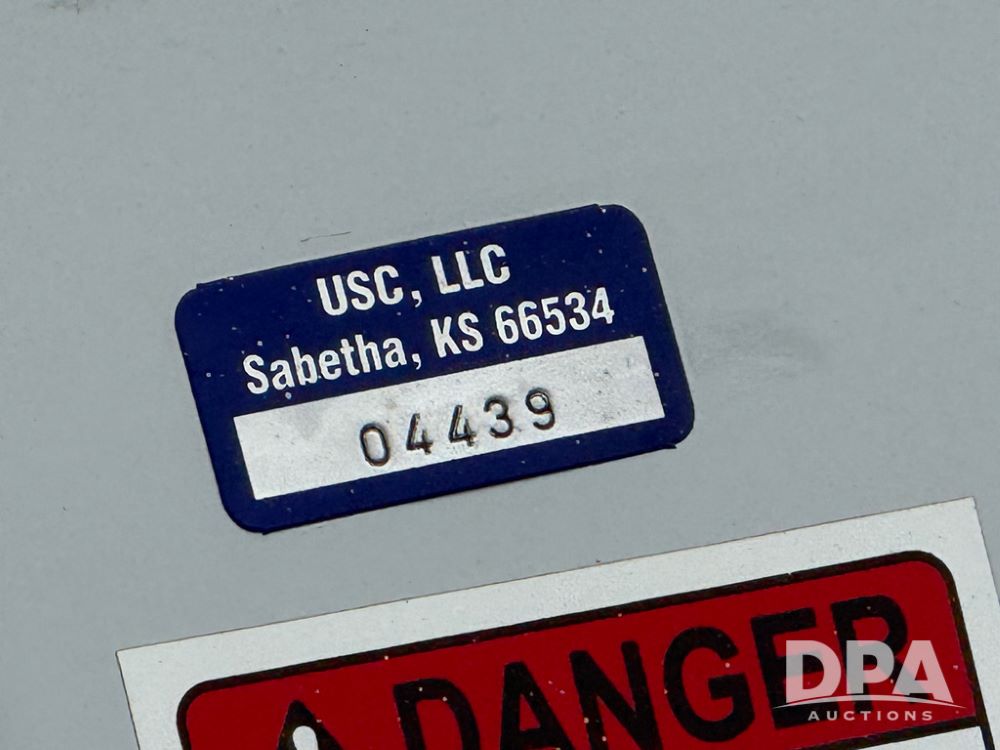 USC, LLC
Sabetha, KS 66534
04439
DANGER
DPA
AUCTIONS